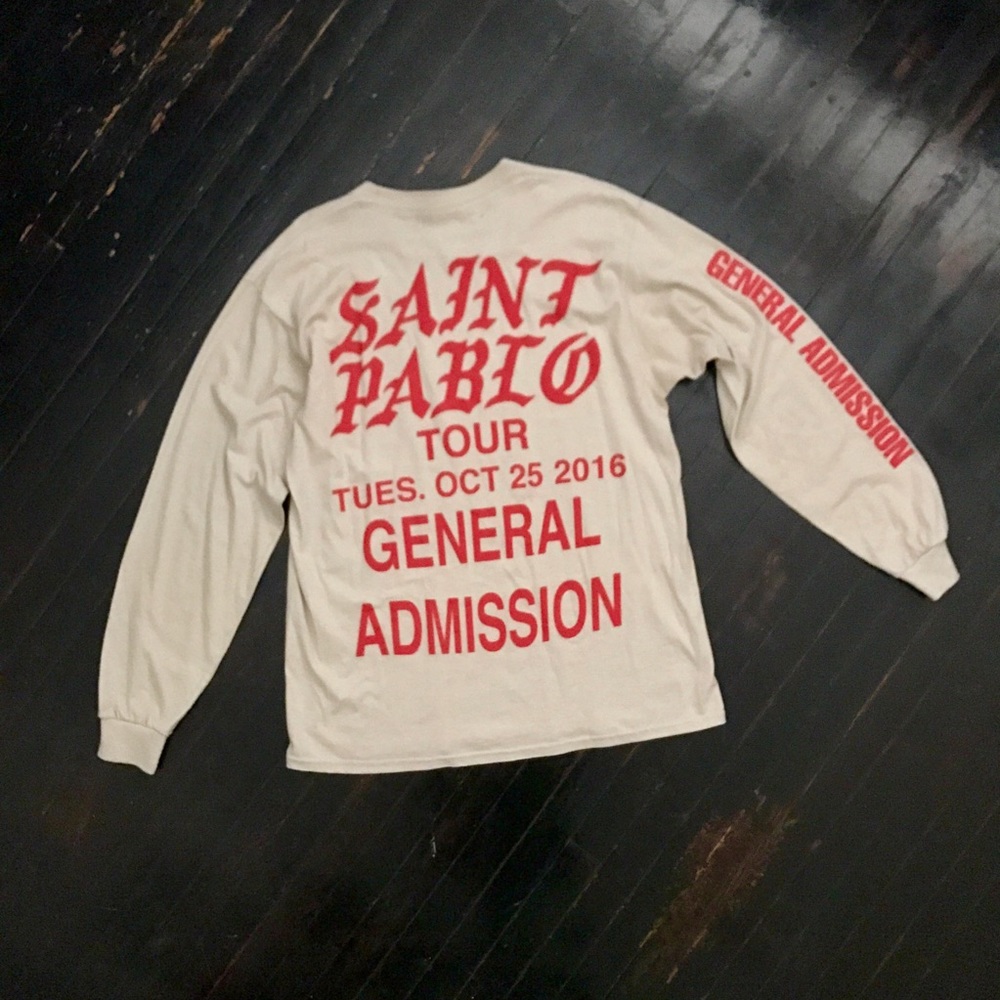 SAINT
PABLO
TOUR
TUES. OCT 25 2016
GENERAL
ADMISSION
GENERAL ADMISSION